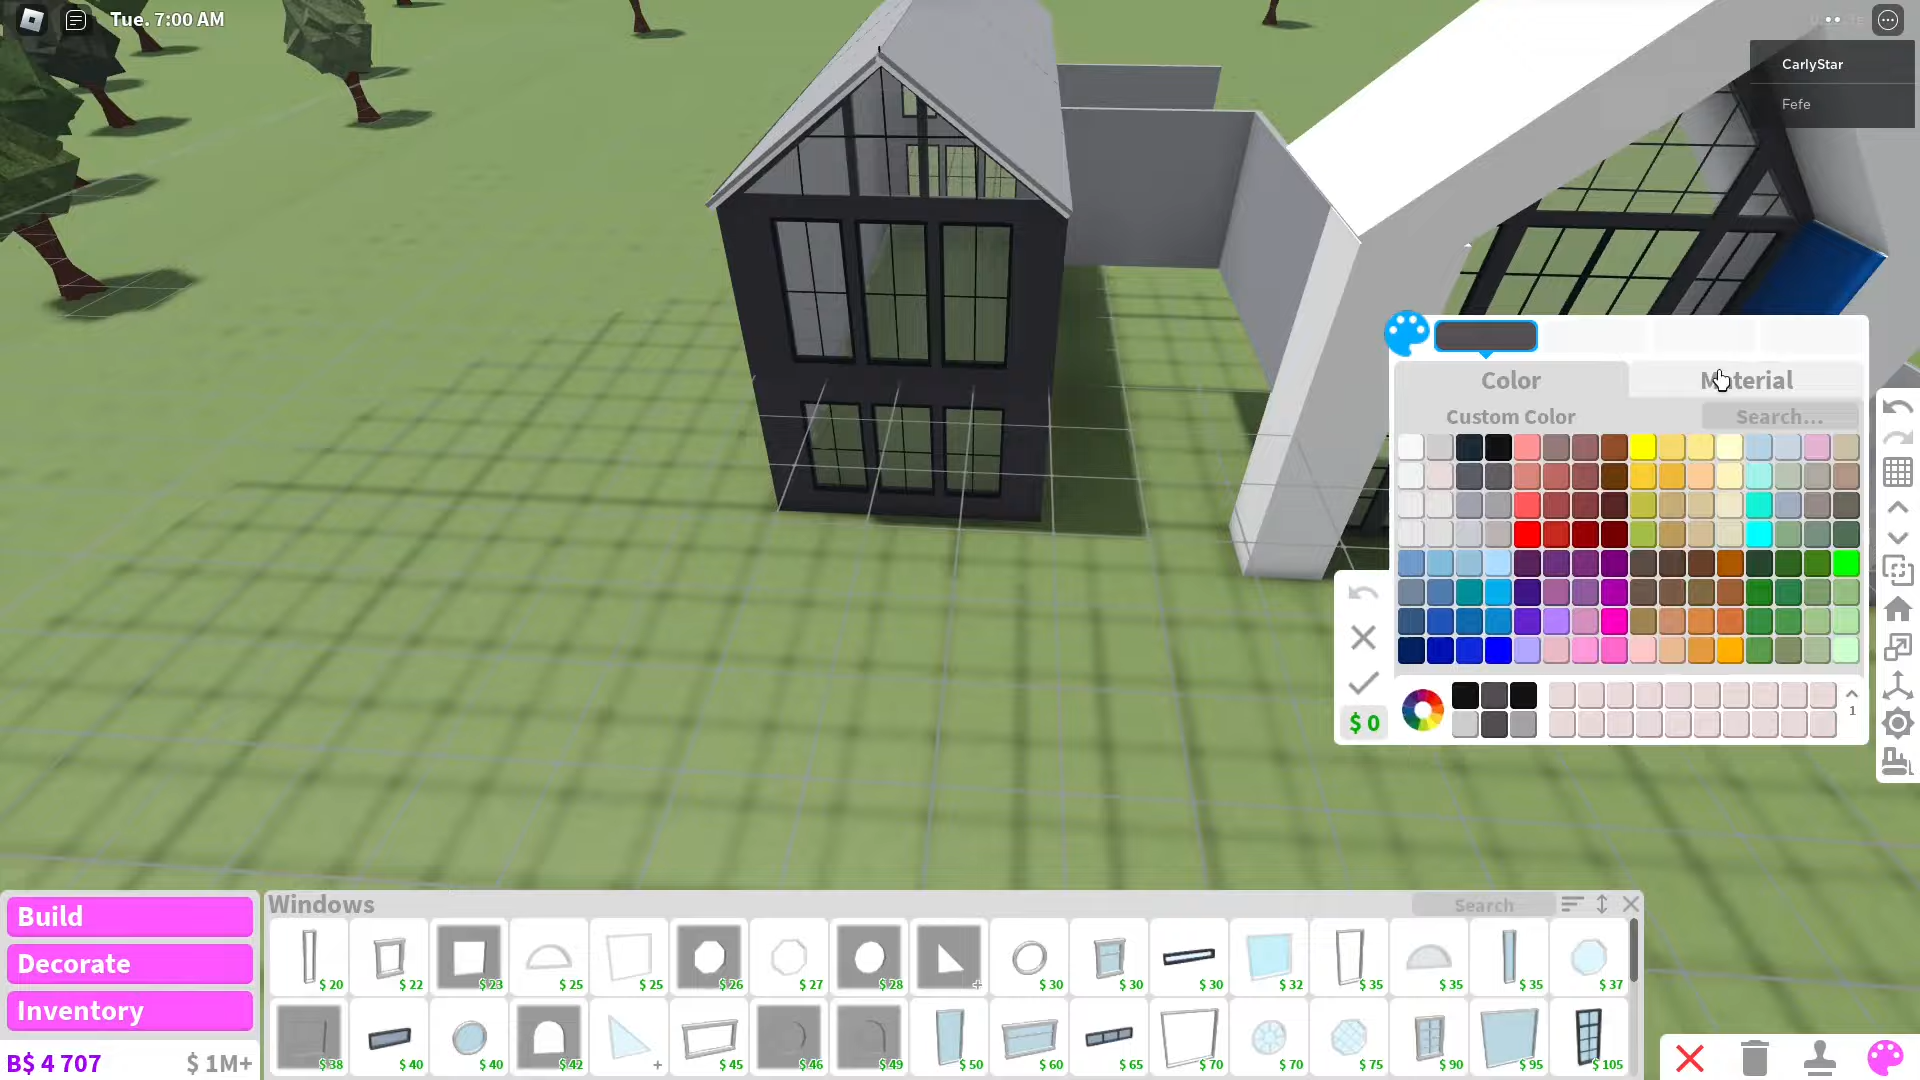 Tue. 7:00 AM
CarlyStar
Fefe
Color
Material
Custom Color
Search...
$ 0
1
Build
Decorate
Inventory
B$ 4 707
$ 1M+
Windows
Search
$ 20
$ 22
$ 23
$ 25
$ 25
$ 26
$ 27
$ 28
+
$ 30
$ 30
$ 30
$ 32
$ 35
$ 35
$ 35
$ 37
$ 38
$ 40
$ 40
$ 42
+
$ 45
$ 46
$ 49
$ 50
$ 60
$ 65
$ 70
$ 70
$ 75
$ 90
$ 95
$ 105